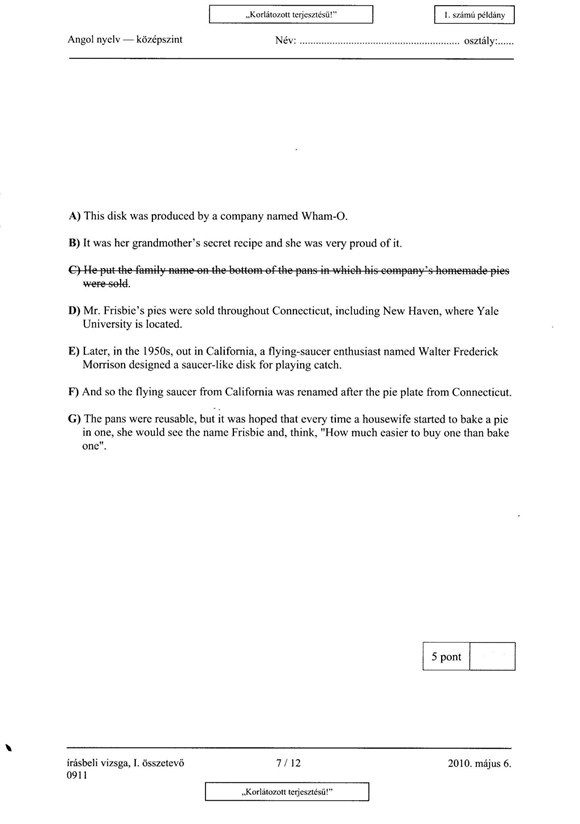 „Korlátozott terjesztésű!”
1. számú példány
Angol nyelv — középszint
Név: ............................................................ osztály:......
A) This disk was produced by a company named Wham-O.
B) It was her grandmother's secret recipe and she was very proud of it.
C) He put the family name on the bottom of the pans in which his company's homemade pies
were sold.
D) Mr. Frisbie's pies were sold throughout Connecticut, including New Haven, where Yale
University is located.
E) Later, in the 1950s, out in California, a flying-saucer enthusiast named Walter Frederick
Morrison designed a saucer-like disk for playing catch.
F) And so the flying saucer from California was renamed after the pie plate from Connecticut.
G) The pans were reusable, but it was hoped that every time a housewife started to bake a pie
in one, she would see the name Frisbie and, think, "How much easier to buy one than bake
one".
5 pont
írásbeli vizsga, I. összetevő
7 / 12
2010. május 6.
0911
„Korlátozott terjesztésű!”